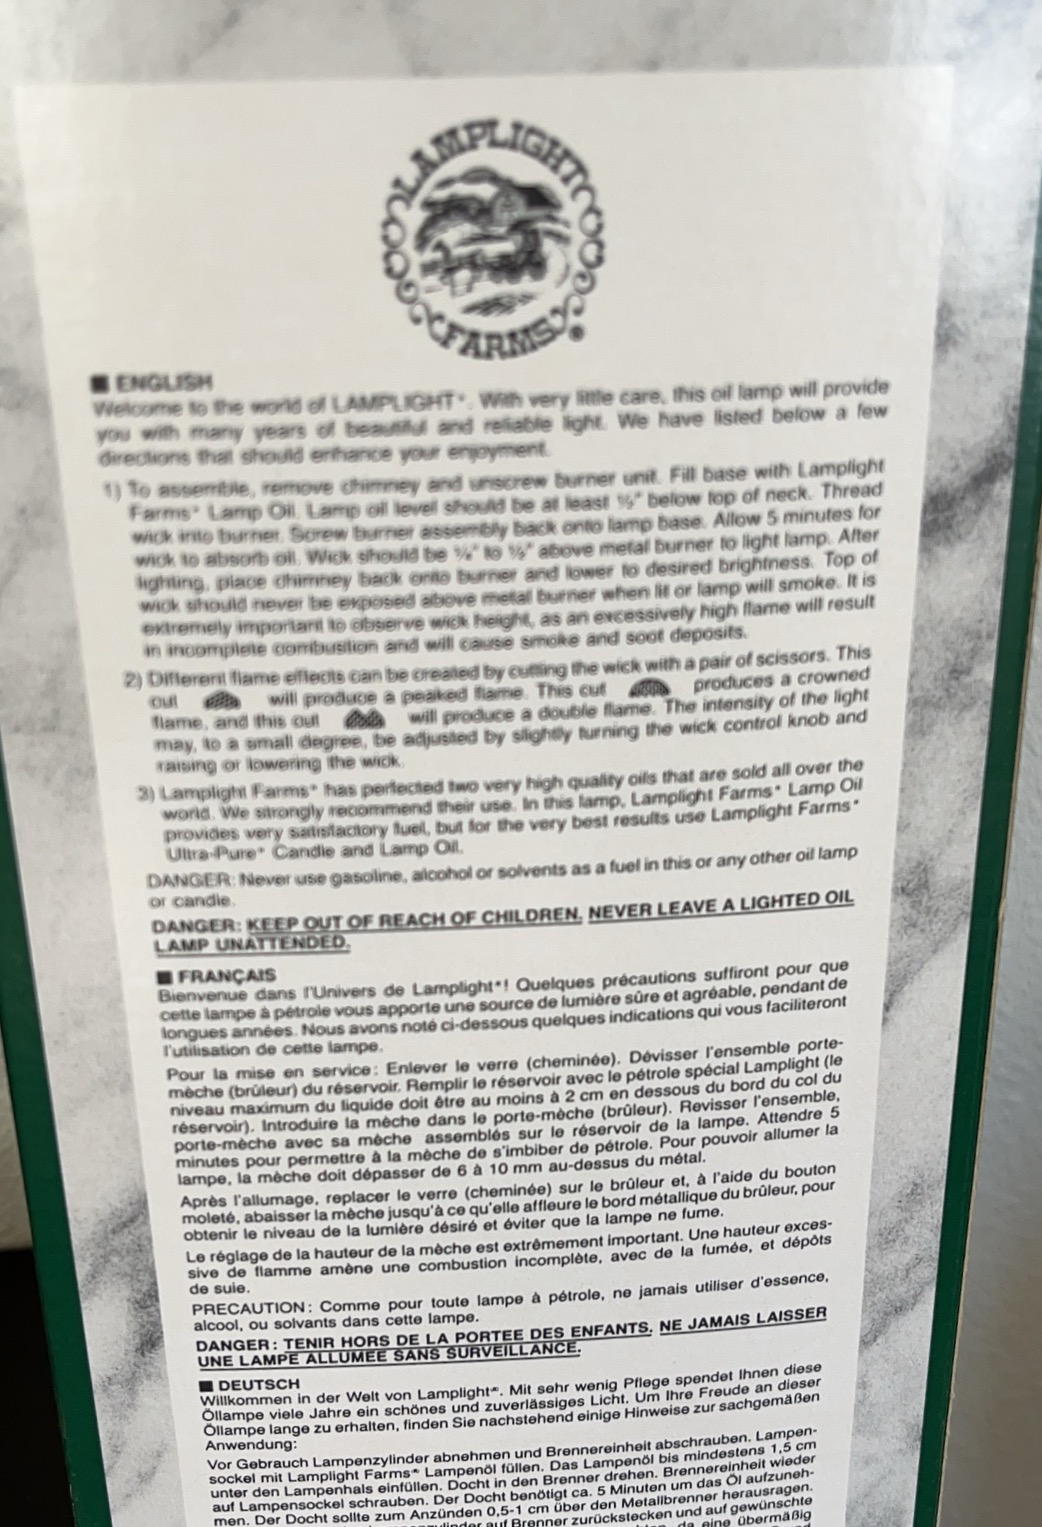 LAMPLIGHT
FARMS®
■ ENGLISH
Welcome to the world of LAMPLIGHT®. With very little care, this oil lamp will provide
you with many years of beautiful and reliable light. We have listed below a few
directions that should enhance your enjoyment.
1) To assemble, remove chimney and unscrew burner unit. Fill base with Lamplight
Farms® Lamp Oil. Lamp oil level should be at least ½" below top of neck. Thread
wick into burner. Screw burner assembly back onto lamp base. Allow 5 minutes for
wick to absorb oil. Wick should be ¼" to ½" above metal burner to light lamp. After
lighting, place chimney back onto burner and lower to desired brightness. Top of
wick should never be exposed above metal burner when lit or lamp will smoke. It is
extremely important to observe wick height, as an excessively high flame will result
in incomplete combustion and will cause smoke and soot deposits.
2) Different flame effects can be created by cutting the wick with a pair of scissors. This
cut will produce a peaked flame. This cut produces a crowned
flame, and this cut will produce a double flame. The intensity of the light
may, to a small degree, be adjusted by slightly turning the wick control knob and
raising or lowering the wick.
3) Lamplight Farms® has perfected two very high quality oils that are sold all over the
world. We strongly recommend their use. In this lamp, Lamplight Farms® Lamp Oil
provides very satisfactory fuel, but for the very best results use Lamplight Farms®
Ultra-Pure® Candle and Lamp Oil.
DANGER: Never use gasoline, alcohol or solvents as a fuel in this or any other oil lamp
or candle.
DANGER: KEEP OUT OF REACH OF CHILDREN. NEVER LEAVE A LIGHTED OIL
LAMP UNATTENDED.
■ FRANÇAIS
Bienvenue dans l'Univers de Lamplight®! Quelques précautions suffiront pour que
cette lampe à pétrole vous apporte une source de lumière sûre et agréable, pendant de
longues années. Nous avons noté ci-dessous quelques indications qui vous faciliteront
l'utilisation de cette lampe.
Pour la mise en service: Enlever le verre (cheminée). Dévisser l'ensemble porte-
mèche (brûleur) du réservoir. Remplir le réservoir avec le pétrole spécial Lamplight (le
niveau maximum du liquide doit être au moins à 2 cm en dessous du bord du col du
réservoir). Introduire la mèche dans le porte-mèche (brûleur). Revisser l'ensemble,
porte-mèche avec sa mèche assemblés sur le réservoir de la lampe. Attendre 5
minutes pour permettre à la mèche de s'imbiber de pétrole. Pour pouvoir allumer la
lampe, la mèche doit dépasser de 6 à 10 mm au-dessus du métal.
Après l'allumage, replacer le verre (cheminée) sur le brûleur et, à l'aide du bouton
moleté, abaisser la mèche jusqu'à ce qu'elle affleure le bord métallique du brûleur, pour
obtenir le niveau de la lumière désiré et éviter que la lampe ne fume.
Le réglage de la hauteur de la mèche est extrêmement important. Une hauteur exces-
sive de flamme amène une combustion incomplète, avec de la fumée, et dépôts
de suie.
PRECAUTION: Comme pour toute lampe à pétrole, ne jamais utiliser d'essence,
alcool, ou solvants dans cette lampe.
DANGER: TENIR HORS DE LA PORTEE DES ENFANTS. NE JAMAIS LAISSER
UNE LAMPE ALLUMEE SANS SURVEILLANCE.
■ DEUTSCH
Willkommen in der Welt von Lamplight®. Mit sehr wenig Pflege spendet Ihnen diese
Öllampe viele Jahre ein schönes und zuverlässiges Licht. Um Ihre Freude an dieser
Öllampe lange zu erhalten, finden Sie nachstehend einige Hinweise zur sachgemäßen
Anwendung:
Vor Gebrauch Lampenzylinder abnehmen und Brennereinheit abschrauben. Lampen-
sockel mit Lamplight Farms® Lampenöl füllen. Das Lampenöl bis mindestens 1,5 cm
unter den Lampenhals einfüllen. Docht in den Brenner drehen. Brennereinheit wieder
auf Lampensockel schrauben. Der Docht benötigt ca. 5 Minuten um das Öl aufzuneh-
men. Der Docht sollte zum Anzünden 0,5-1 cm über den Metallbrenner herausragen.
auf Brenner zurückstecken und auf gewünschte
da eine übermäßig